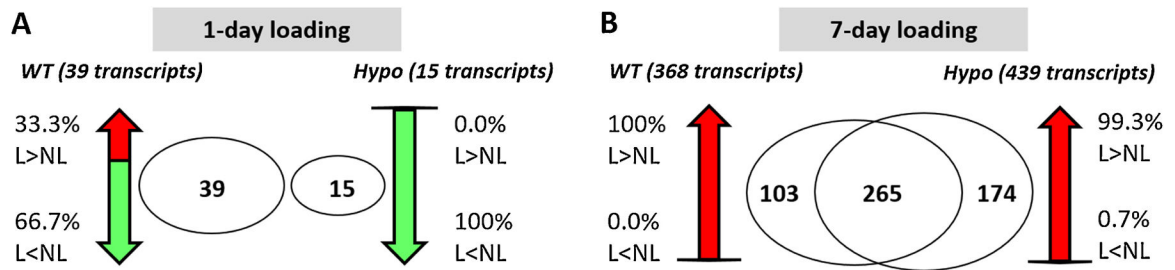 A
1-day loading
WT (39 transcripts)
Hypo (15 transcripts)
33.3%
L>NL
66.7%
L<NL
39
15
0.0%
L>NL
100%
L<NL
B
7-day loading
WT (368 transcripts)
Hypo (439 transcripts)
100%
L>NL
0.0%
L<NL
103
265
174
99.3%
L>NL
0.7%
L<NL